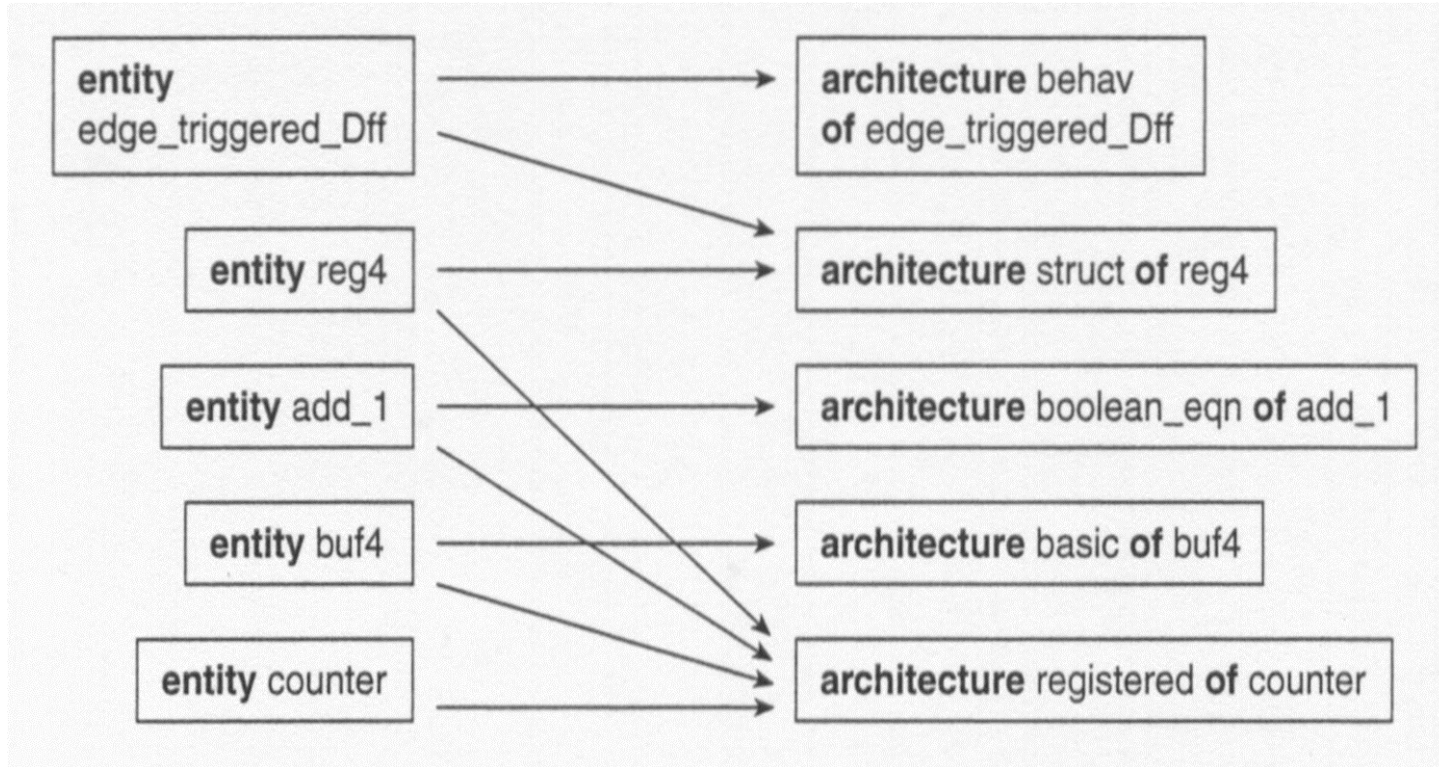 entity
edge_triggered_Dff
architecture behav
of edge_triggered_Dff
entity reg4
architecture struct of reg4
entity add_1
architecture boolean_eqn of add_1
entity buf4
architecture basic of buf4
entity counter
architecture registered of counter